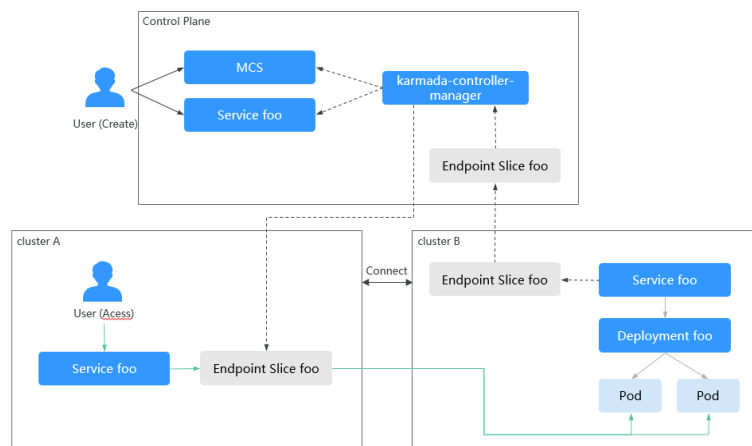 Control Plane
MCS
karmada-controller-
manager
User (Create)
Service foo
Endpoint Slice foo
cluster A
Connect
cluster B
Endpoint Slice foo
Service foo
User (Acess)
Deployment foo
Service foo
Endpoint Slice foo
Pod
Pod